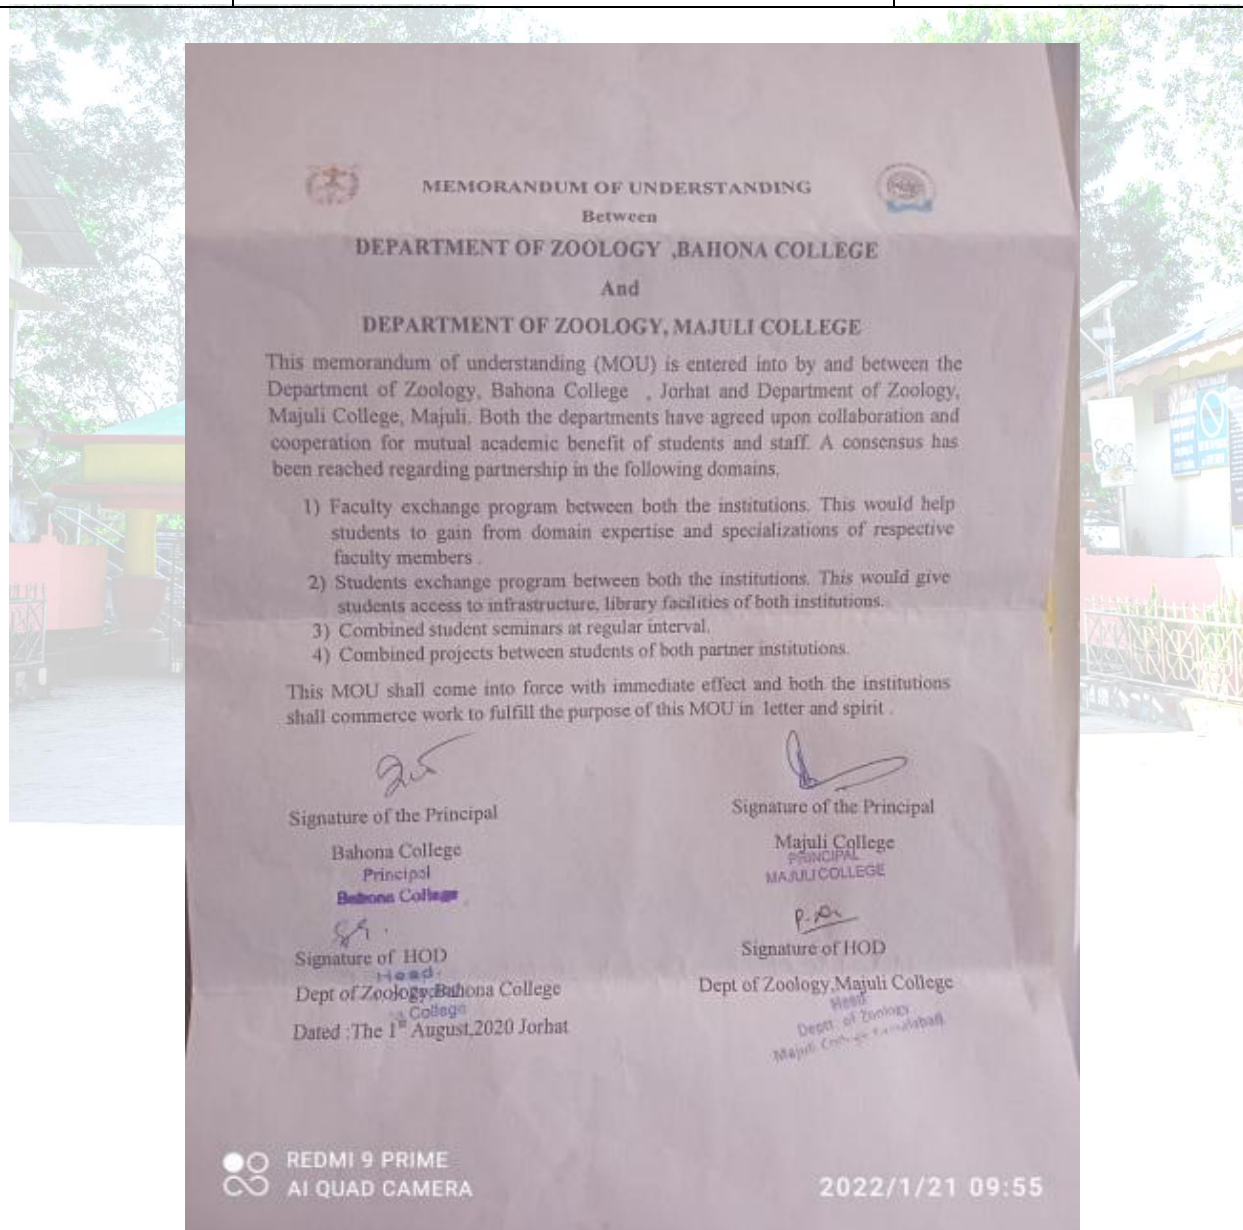 MEMORANDUM OF UNDERSTANDING
Between
DEPARTMENT OF ZOOLOGY ,BAHONA COLLEGE
And
DEPARTMENT OF ZOOLOGY, MAJULI COLLEGE
This memorandum of understanding (MOU) is entered into by and between the
Department of Zoology, Bahona College , Jorhat and Department of Zoology,
Majuli College, Majuli. Both the departments have agreed upon collaboration and
cooperation for mutual academic benefit of students and staff. A consensus has
been reached regarding partnership in the following domains.
1) Faculty exchange program between both the institutions. This would help
students to gain from domain expertise and specializations of respective
faculty members .
2) Students exchange program between both the institutions. This would give
students access to infrastructure, library facilities of both institutions.
3) Combined student seminars at regular interval.
4) Combined projects between students of both partner institutions.
This MOU shall come into force with immediate effect and both the institutions
shall commerce work to fulfill the purpose of this MOU in letter and spirit .
Signature of the Principal
Bahona College
Principal
Bahona College
Signature of HOD
Head
Dept of Zoology,Bahona College
College
Dated :The 1st August,2020 Jorhat
Signature of the Principal
Majuli College
PRINCIPAL
MAJULI COLLEGE
Signature of HOD
Dept of Zoology,Majuli College
Head
Deptt. of Zoology
Majuli College
REDMI 9 PRIME
AI QUAD CAMERA
2022/1/21 09:55